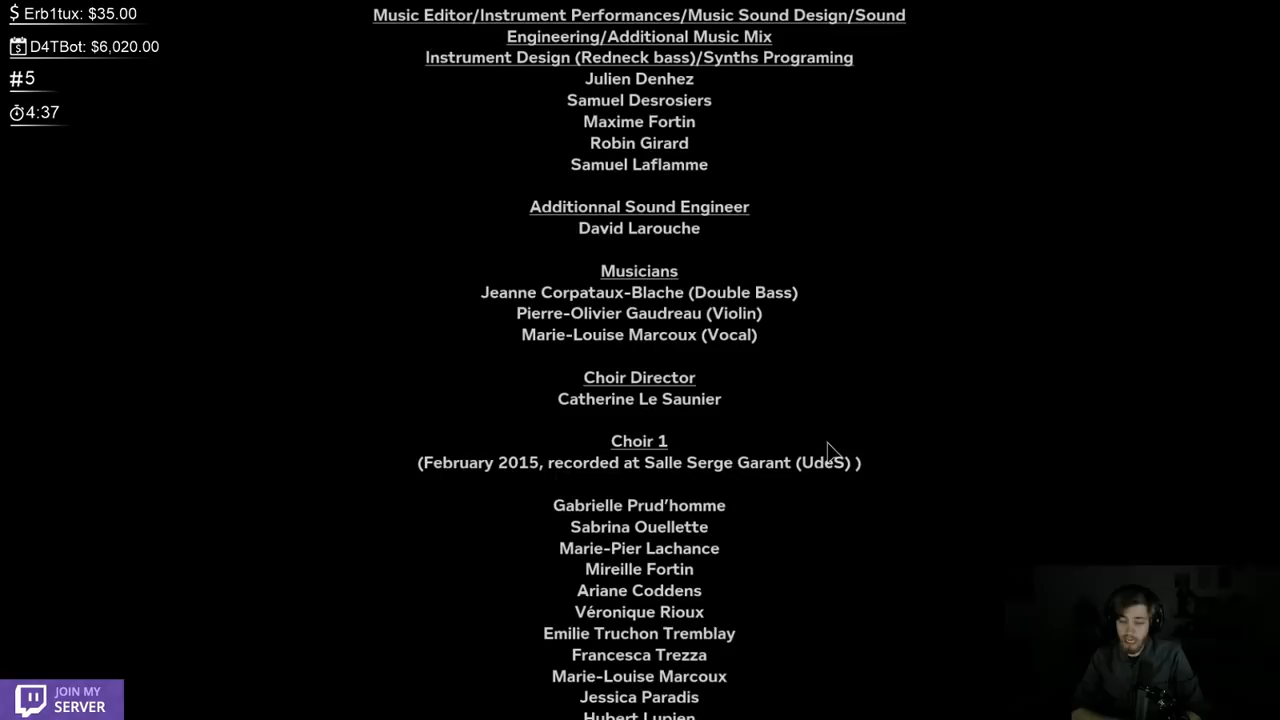 $ Erb1tux: $35.00
D4TBot: $6,020.00
#5
4:37
Music Editor/Instrument Performances/Music Sound Design/Sound
Engineering/Additional Music Mix
Instrument Design (Redneck bass)/Synths Programing
Julien Denhez
Samuel Desrosiers
Maxime Fortin
Robin Girard
Samuel Laflamme
Additionnal Sound Engineer
David Larouche
Musicians
Jeanne Corpataux-Blache (Double Bass)
Pierre-Olivier Gaudreau (Violin)
Marie-Louise Marcoux (Vocal)
Choir Director
Catherine Le Saunier
Choir 1
(February 2015, recorded at Salle Serge Garant (UdeS) )
Gabrielle Prud’homme
Sabrina Ouellette
Marie-Pier Lachance
Mireille Fortin
Ariane Coddens
Véronique Rioux
Emilie Truchon Tremblay
Francesca Trezza
Marie-Louise Marcoux
Jessica Paradis
Hubert Lupien
JOIN MY
SERVER